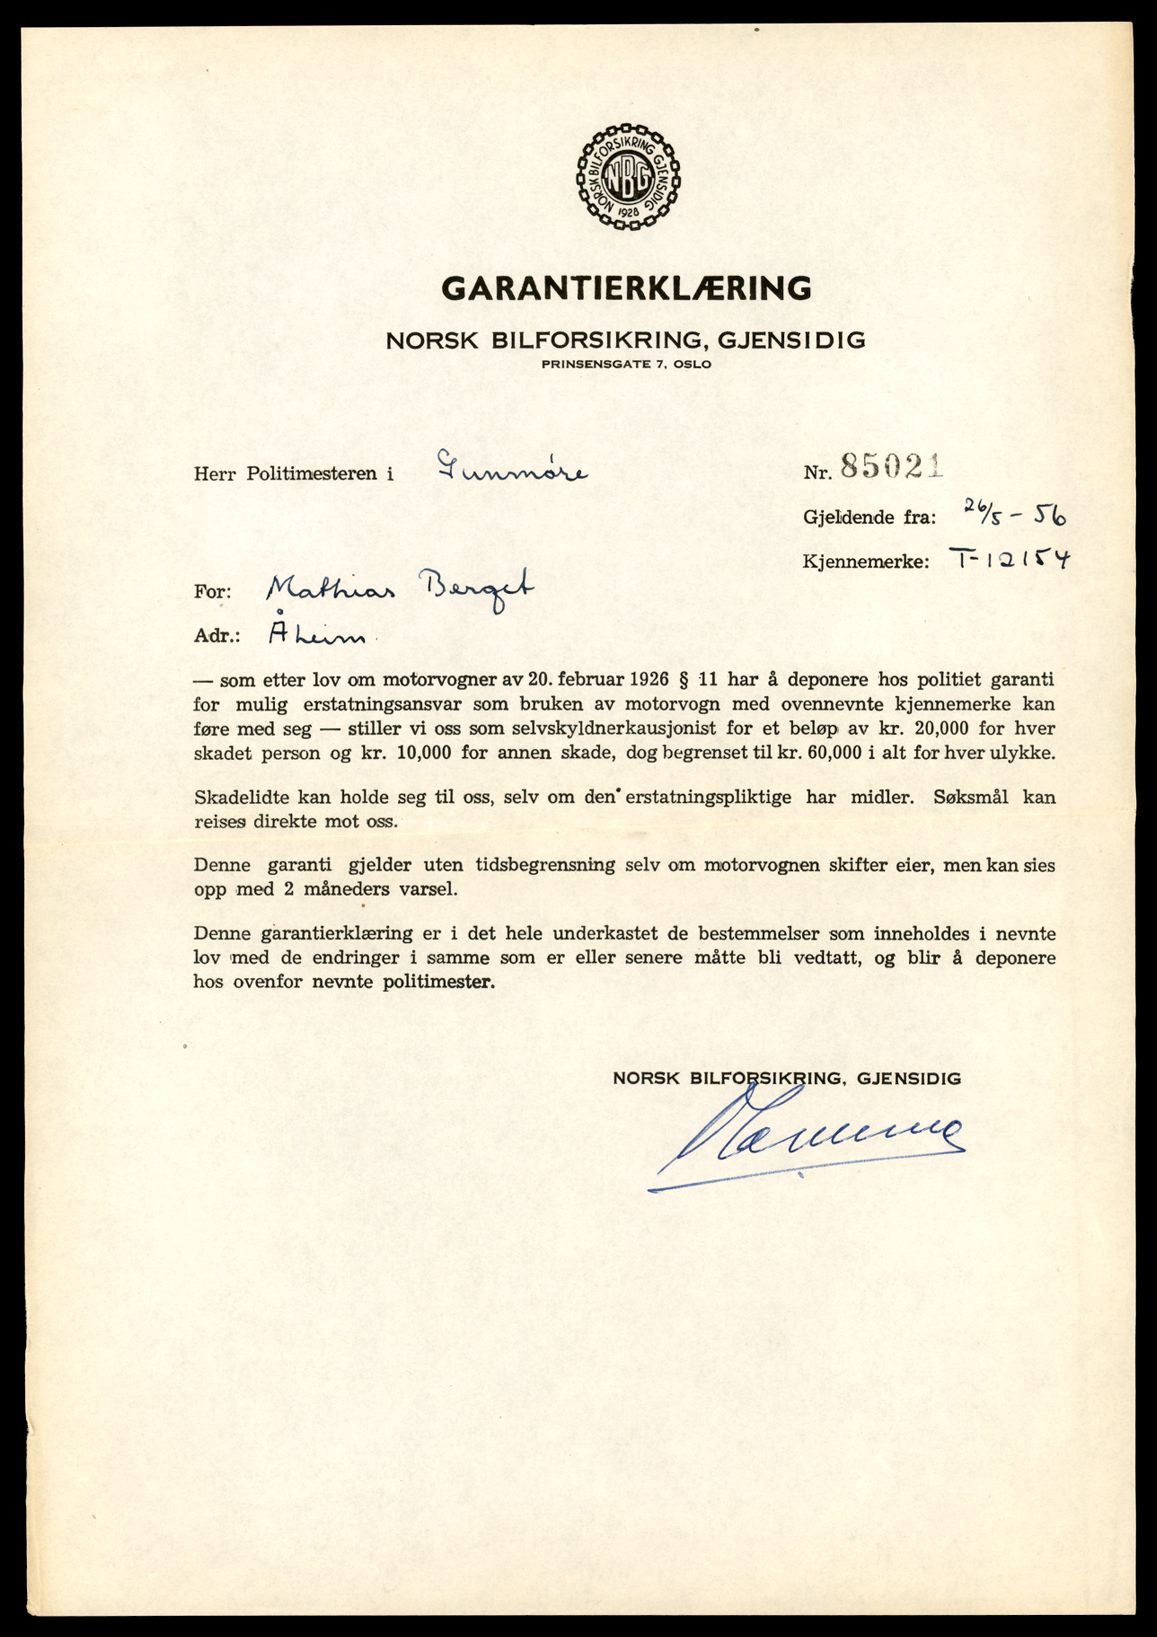 NORSK BILFORSIKRING GJENSIDIG
NBG
1928
GARANTIERKLÆRING
NORSK BILFORSIKRING, GJENSIDIG
PRINSENSGATE 7, OSLO
Herr Politimesteren i Sunnmøre
Nr. 85021
Gjeldende fra: 26/5 - 56
Kjennemerke: T-12154
For: Mathias Berget
Adr.: Åheim
— som etter lov om motorvogner av 20. februar 1926 § 11 har å deponere hos politiet garanti
for mulig erstatningsansvar som bruken av motorvogn med ovennevnte kjennemerke kan
føre med seg — stiller vi oss som selvskyldnerkausjonist for et beløp av kr. 20,000 for hver
skadet person og kr. 10,000 for annen skade, dog begrenset til kr. 60,000 i alt for hver ulykke.
Skadelidte kan holde seg til oss, selv om den erstatningspliktige har midler. Søksmål kan
reises direkte mot oss.
Denne garanti gjelder uten tidsbegrensning selv om motorvognen skifter eier, men kan sies
opp med 2 måneders varsel.
Denne garantierklæring er i det hele underkastet de bestemmelser som inneholdes i nevnte
lov med de endringer i samme som er eller senere måtte bli vedtatt, og blir å deponere
hos ovenfor nevnte politimester.
NORSK BILFORSIKRING, GJENSIDIG